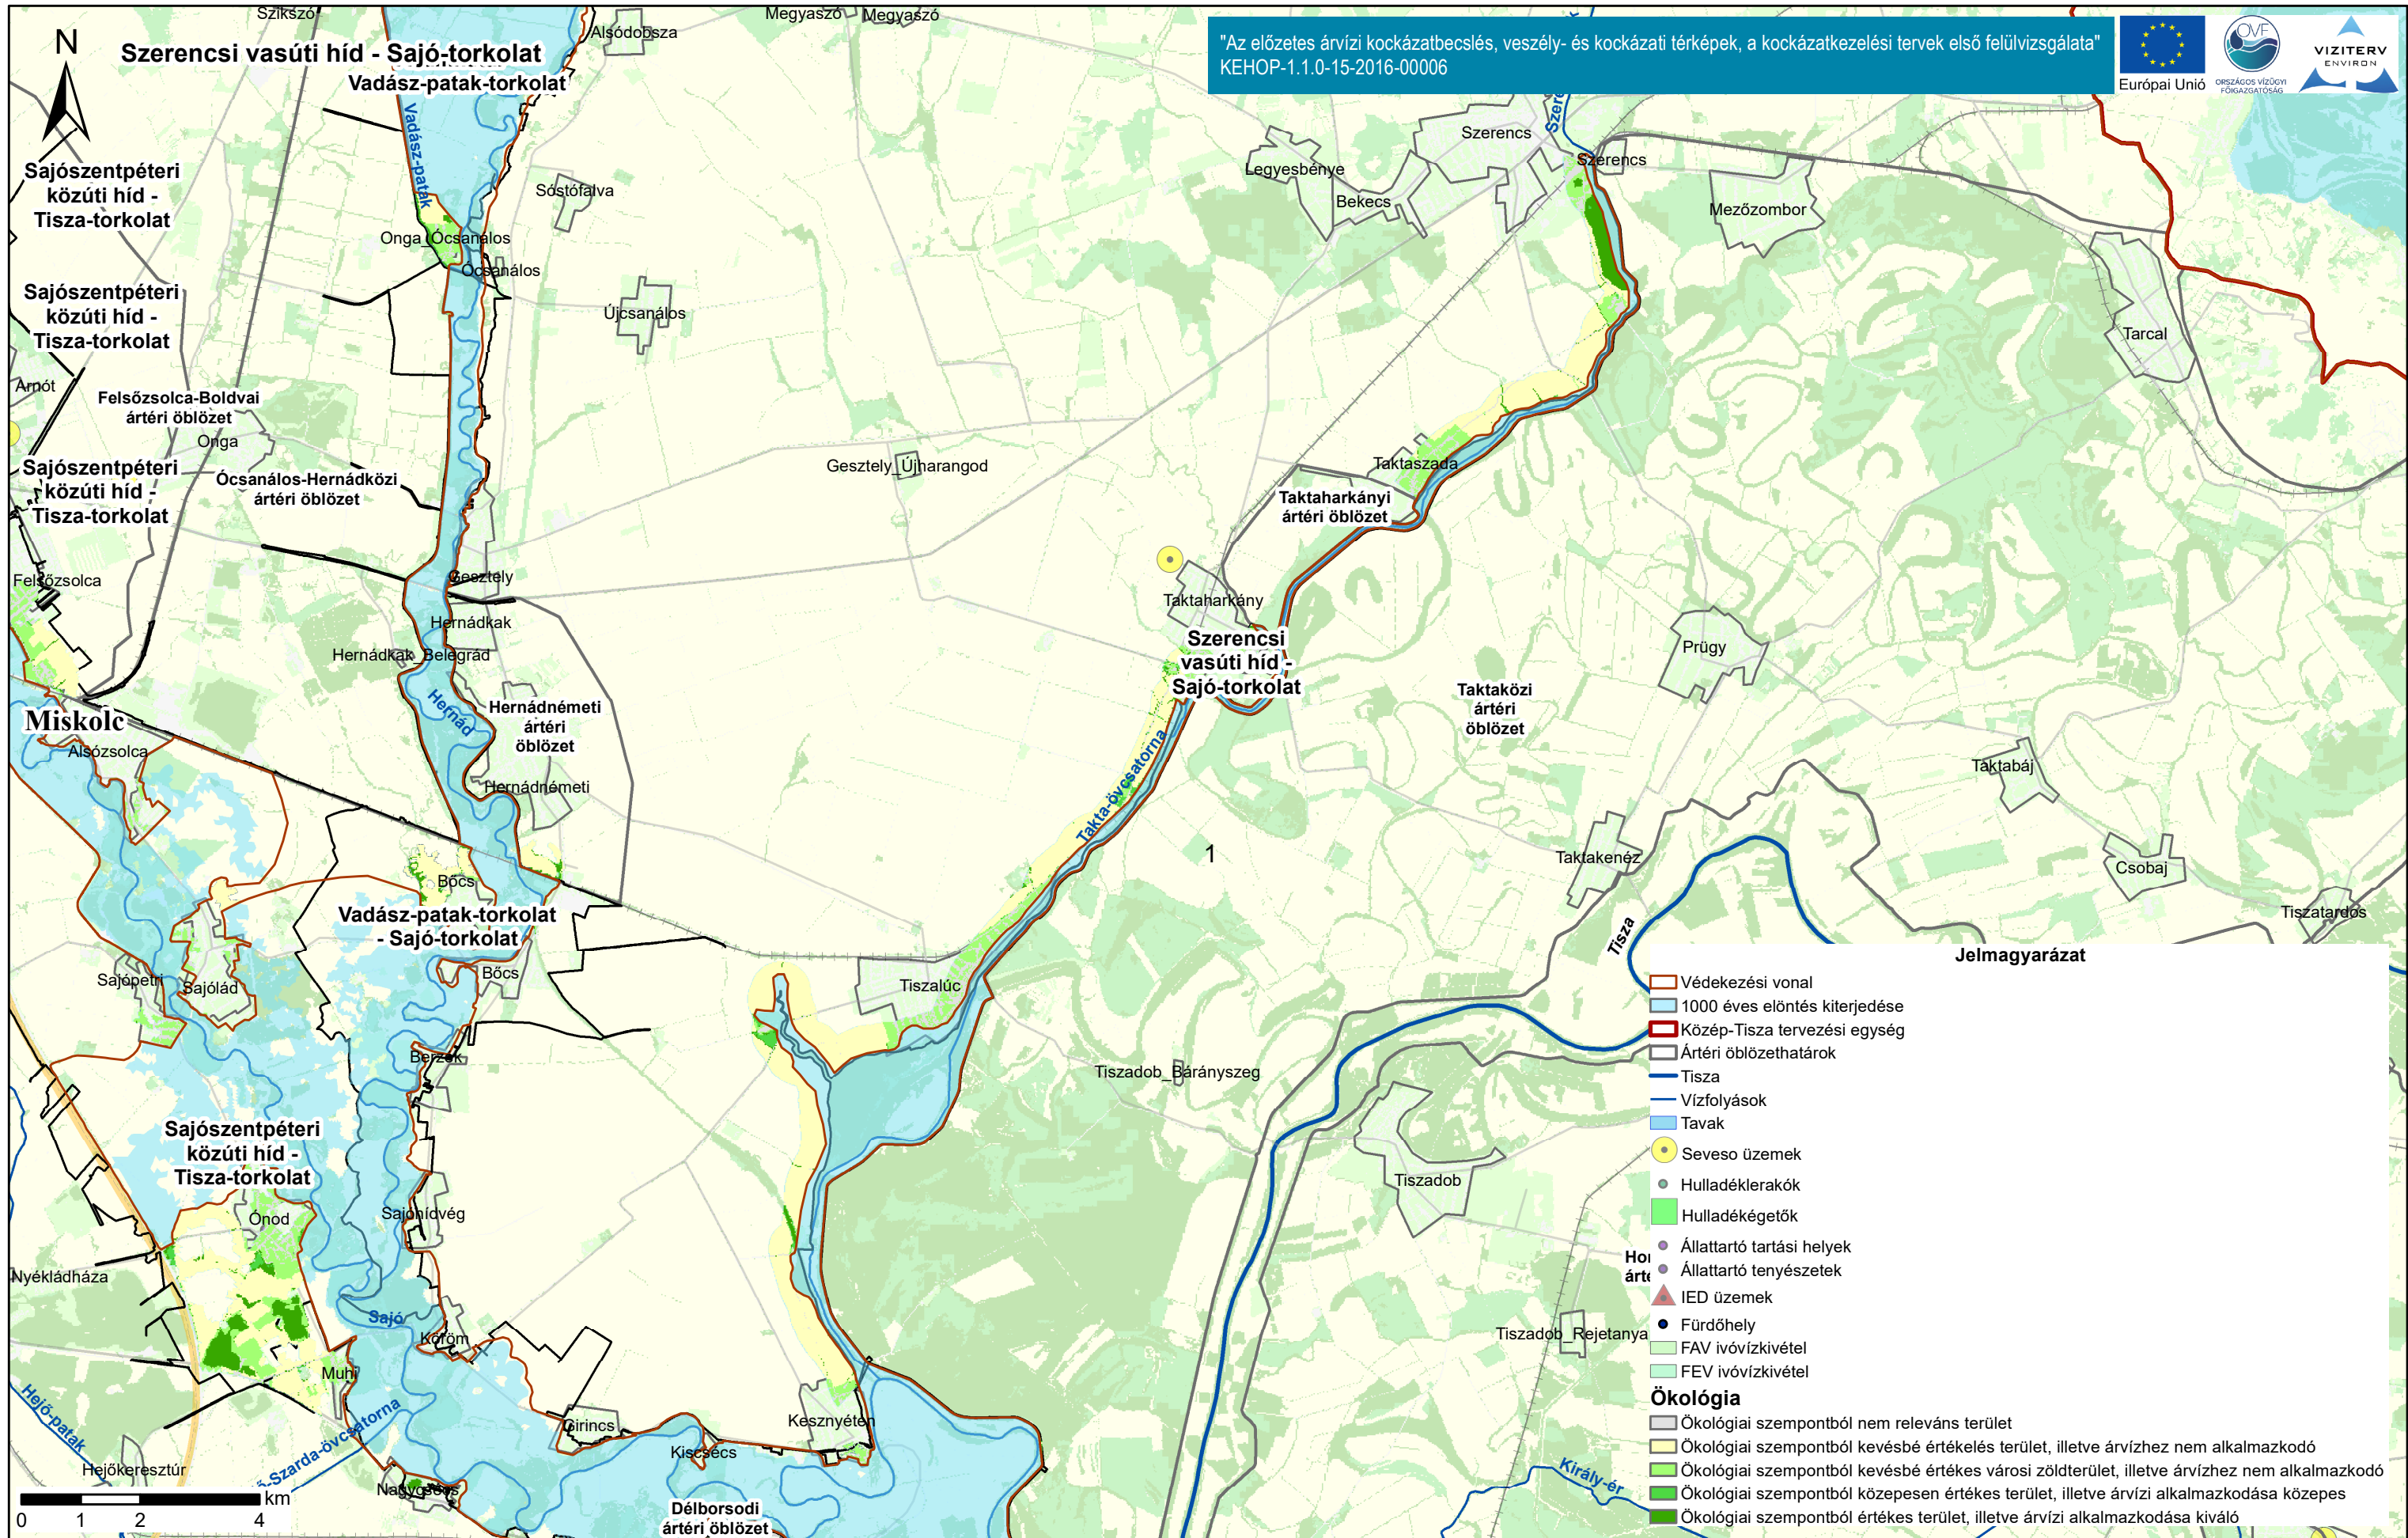 Szikszó
Alsódobsza
Megyaszó
Megyaszó
N
Szerencsi vasúti híd - Sajó-torkolat
Vadász-patak-torkolat
"Az előzetes árvízi kockázatbecslés, veszély- és kockázati térképek, a kockázatkezelési tervek első felülvizsgálata"
KEHOP-1.1.0-15-2016-00006
Európai Unió
OVF
ORSZÁGOS VÍZÜGYI
FŐIGAZGATÓSÁG
VIZITERV
ENVIRON
Vadász-patak
Szerencs
Szerencs
Legyesbénye
Bekecs
Mezőzombor
Sajószentpéteri
közúti híd -
Tisza-torkolat
Sóstófalva
Onga_Ócsanálos
Ócsanálos
Újcsanálos
Sajószentpéteri
közúti híd -
Tisza-torkolat
Tarcal
Arnót
Felsőzsolca-Boldvai
ártéri öblözet
Onga
Sajószentpéteri
közúti híd -
Tisza-torkolat
Ócsanálos-Hernádközi
ártéri öblözet
Gesztely_Újharangod
Taktaszada
Taktaharkányi
ártéri öblözet
Felsőzsolca
Gesztely
Hernádkak
Hernádkak_Belegrád
Taktaharkány
Szerencsi
vasúti híd -
Sajó-torkolat
Prügy
Taktaközi
ártéri
öblözet
Hernád
Hernádnémeti
ártéri
öblözet
Miskolc
Alsózsolca
Hernádnémeti
Takta-övcsatorna
Taktabáj
1
Taktakenéz
Csobaj
Bőcs
Vadász-patak-torkolat
- Sajó-torkolat
Tiszatardos
Tisza
Sajópetri
Sajólád
Bőcs
Tiszalúc
Berzék
Tiszadob_Bárányszeg
Sajószentpéteri
közúti híd -
Tisza-torkolat
Tiszadob
Ónod
Sajóhídvég
Nyékládháza
Sajó
Köröm
Tiszadob_Rejetanya
Muhi
Hejő-patak
Girincs
Kesznyéten
Kiscsécs
Hejőkeresztúr
Szarda-övcsatorna
Nagycsécs
Király-ér
Délborsodi
ártéri öblözet
km
0 1 2 4
Jelmagyarázat
Védekezési vonal
1000 éves elöntés kiterjedése
Közép-Tisza tervezési egység
Ártéri öblözethatárok
Tisza
Vízfolyások
Tavak
Seveso üzemek
Hulladéklerakók
Hulladékégetők
Állattartó tartási helyek
Állattartó tenyészetek
IED üzemek
Fürdőhely
FAV ivóvízkivétel
FEV ivóvízkivétel
Ökológia
Ökológiai szempontból nem releváns terület
Ökológiai szempontból kevésbé értékelés terület, illetve árvízhez nem alkalmazkodó
Ökológiai szempontból kevésbé értékes városi zöldterület, illetve árvízhez nem alkalmazkodó
Ökológiai szempontból közepesen értékes terület, illetve árvízi alkalmazkodása közepes
Ökológiai szempontból értékes terület, illetve árvízi alkalmazkodása kiváló